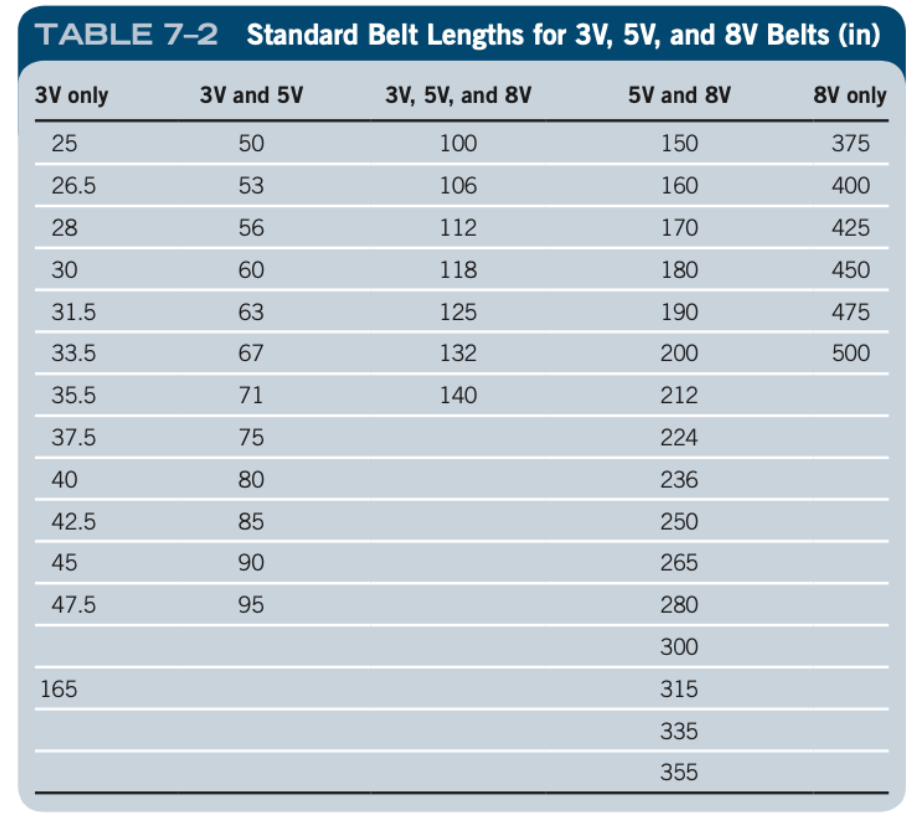 TABLE 7–2 Standard Belt Lengths for 3V, 5V, and 8V Belts (in)
3V only 3V and 5V 3V, 5V, and 8V 5V and 8V 8V only
25 50 100 150 375
26.5 53 106 160 400
28 56 112 170 425
30 60 118 180 450
31.5 63 125 190 475
33.5 67 132 200 500
35.5 71 140 212
37.5 75 224
40 80 236
42.5 85 250
45 90 265
47.5 95 280
300
165 315
335
355